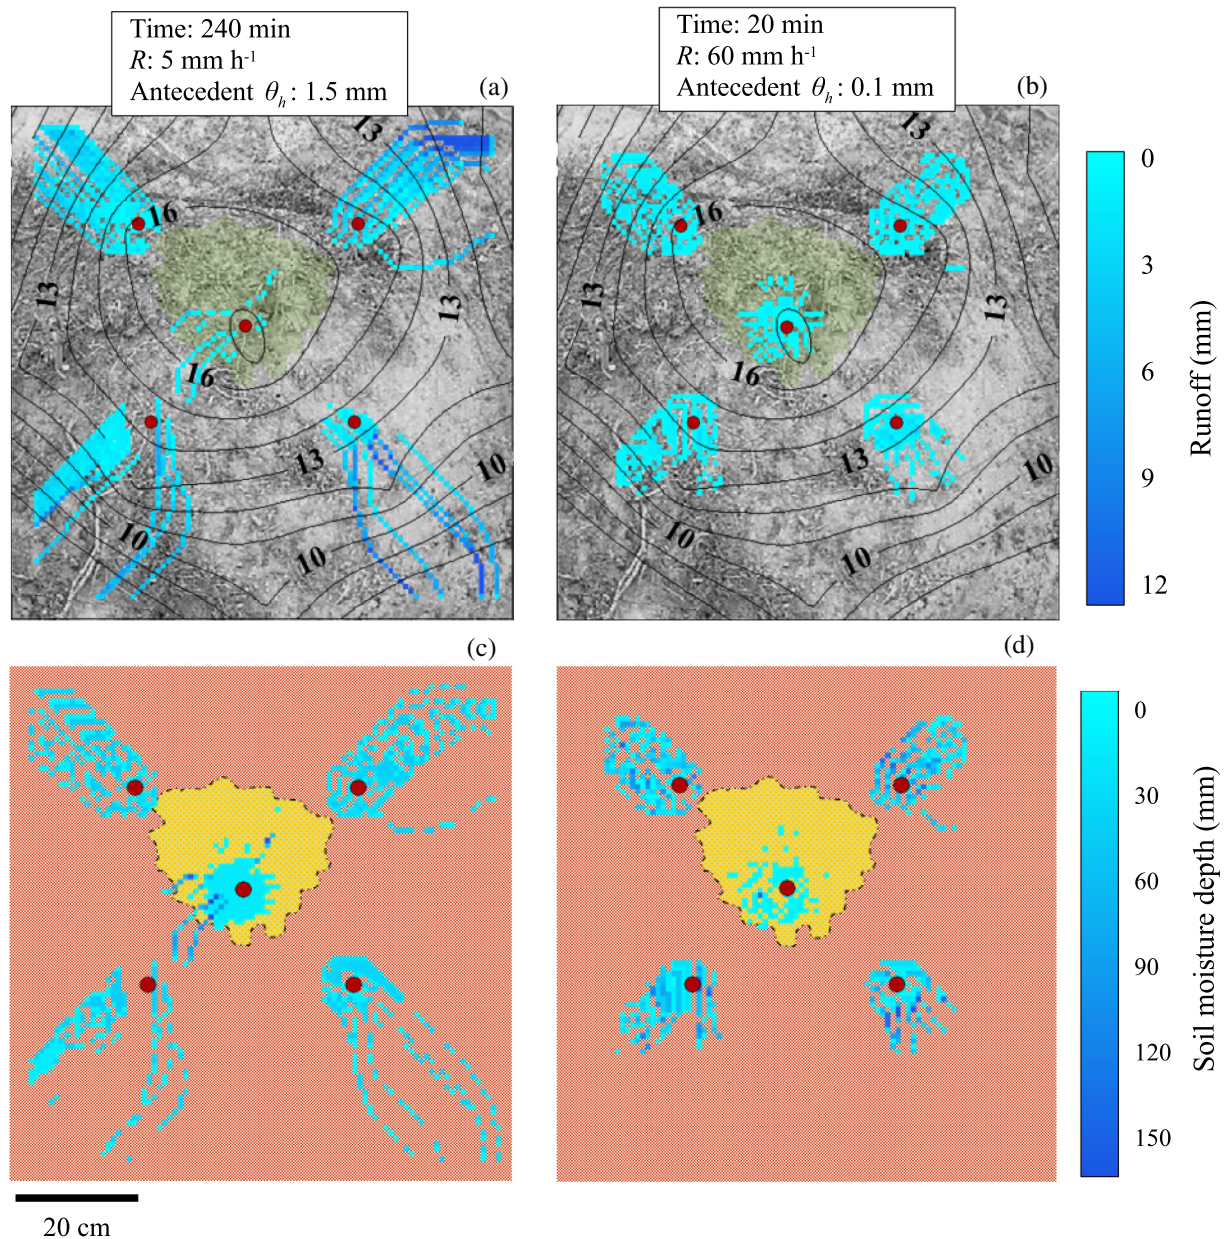 Time: 240 min
R: 5 mm h-1
Antecedent θh: 1.5 mm
(a)
Time: 20 min
R: 60 mm h-1
Antecedent θh: 0.1 mm
(b)
13
16
13
13
16
13
10
10
10
13
16
13
13
16
13
10
10
10
0
3
6
9
12
Runoff (mm)
(c)
(d)
0
30
60
90
120
150
Soil moisture depth (mm)
20 cm